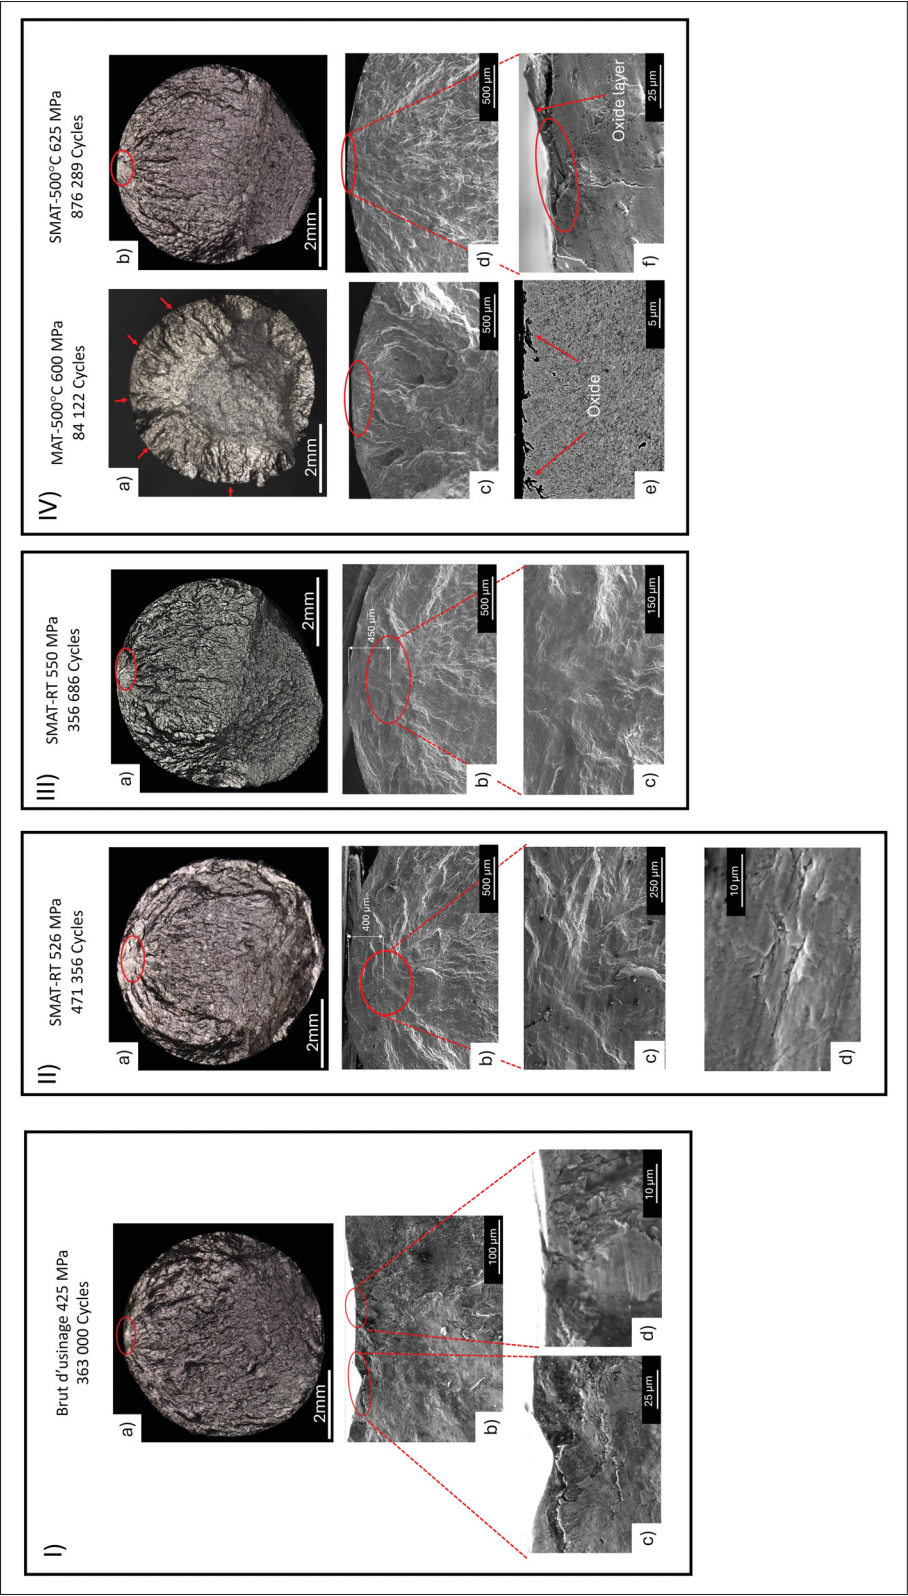 I)
Brut d'usinage 425 MPa
363 000 Cycles
a)
2mm
b)
100 µm
c)
25 µm
d)
10 µm
II)
SMAT-RT 526 MPa
471 356 Cycles
a)
2mm
b)
400 µm
500 µm
c)
250 µm
d)
10 µm
III)
SMAT-RT 550 MPa
356 686 Cycles
a)
2mm
b)
450 µm
500 µm
c)
150 µm
IV)
MAT-500°C 600 MPa
84 122 Cycles
SMAT-500°C 625 MPa
876 289 Cycles
a)
2mm
b)
2mm
c)
500 µm
d)
500 µm
e)
Oxide
5 µm
f)
Oxide layer
25 µm